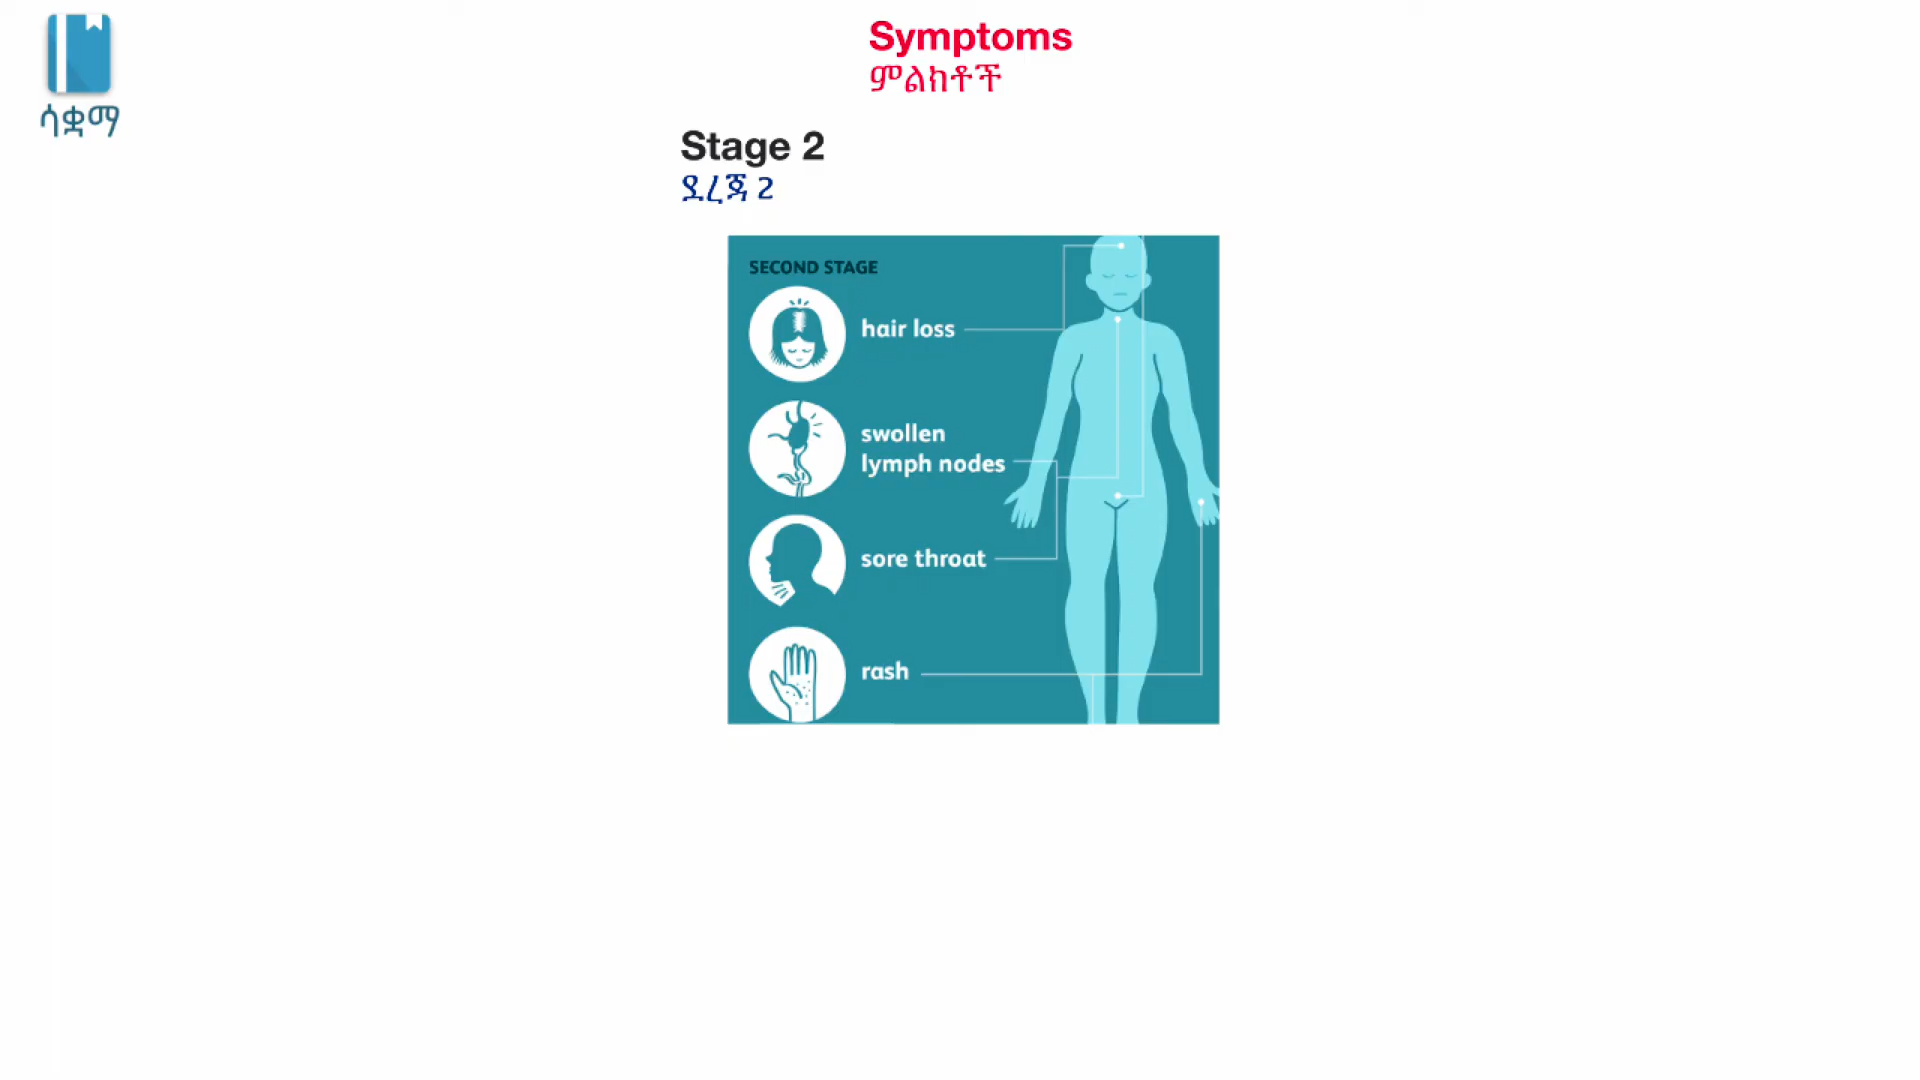 ሳቋማ
Symptoms
ምልክቶች
Stage 2
ደረጃ 2
SECOND STAGE
hair loss
swollen
lymph nodes
sore throat
rash